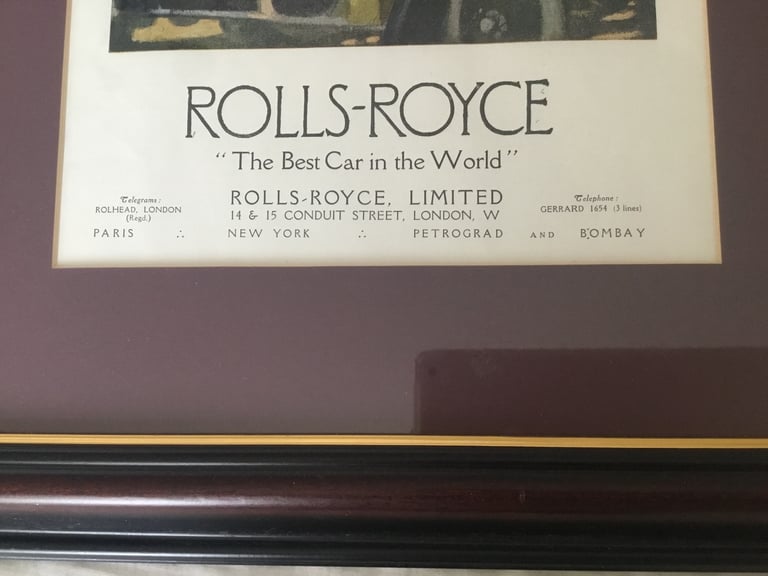 ROLLS-ROYCE
"The Best Car in the World"
Telegrams:
ROLHEAD, LONDON
(Regd.)
ROLLS-ROYCE, LIMITED
14 & 15 CONDUIT STREET, LONDON, W
Telephone:
GERRARD 1654 (3 lines)
PARIS ∴ NEW YORK ∴ PETROGRAD AND BOMBAY